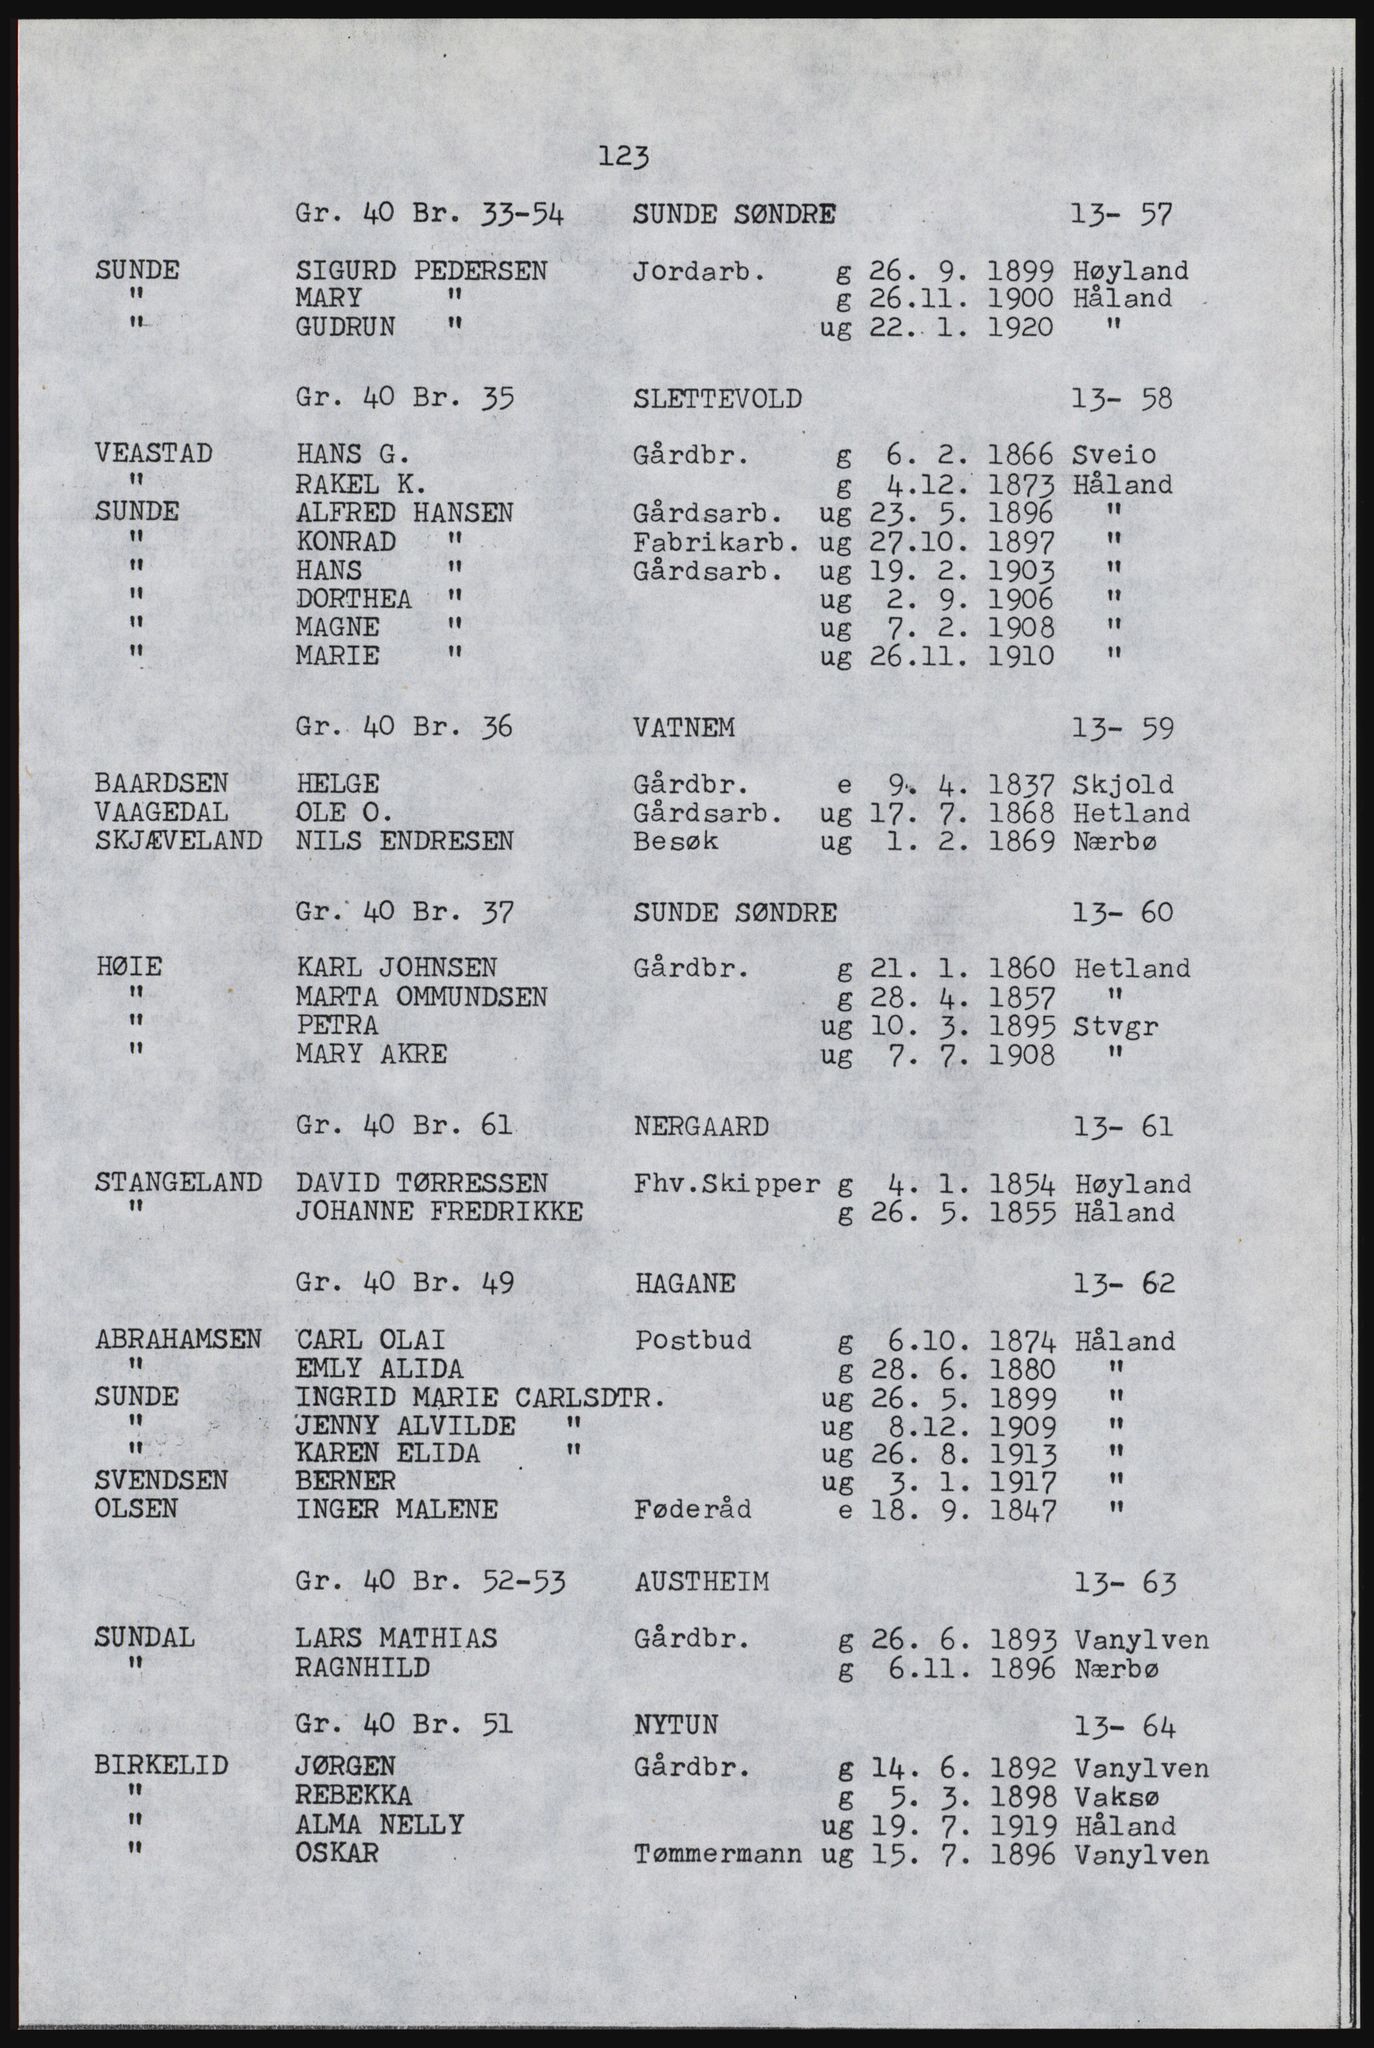 123
Gr. 40 Br. 33-54 SUNDE SØNDRE 13- 57
SUNDE SIGURD PEDERSEN Jordarb. g 26. 9. 1899 Høyland
" MARY " g 26.11. 1900 Håland
" GUDRUN " ug 22. 1. 1920 "
Gr. 40 Br. 35 SLETTEVOLD 13- 58
VEASTAD HANS G. Gårdbr. g 6. 2. 1866 Sveio
" RAKEL K. g 4.12. 1873 Håland
SUNDE ALFRED HANSEN Gårdsarb. ug 23. 5. 1896 "
" KONRAD " Fabrikarb. ug 27.10. 1897 "
" HANS " Gårdsarb. ug 19. 2. 1903 "
" DORTHEA " ug 2. 9. 1906 "
" MAGNE " ug 7. 2. 1908 "
" MARIE " ug 26.11. 1910 "
Gr. 40 Br. 36 VATNEM 13- 59
BAARDSEN HELGE Gårdbr. e 9. 4. 1837 Skjold
VAAGEDAL OLE O. Gårdsarb. ug 17. 7. 1868 Hetland
SKJÆVELAND NILS ENDRESEN Besøk ug 1. 2. 1869 Nærbø
Gr. 40 Br. 37 SUNDE SØNDRE 13- 60
HØIE KARL JOHNSEN Gårdbr. g 21. 1. 1860 Hetland
" MARTA OMMUNDSEN g 28. 4. 1857 "
" PETRA ug 10. 3. 1895 Stvgr
" MARY AKRE ug 7. 7. 1908 "
Gr. 40 Br. 61 NERGAARD 13- 61
STANGELAND DAVID TØRRESSEN Fhv.Skipper g 4. 1. 1854 Høyland
" JOHANNE FREDRIKKE g 26. 5. 1855 Håland
Gr. 40 Br. 49 HAGANE 13- 62
ABRAHAMSEN CARL OLAI Postbud g 6.10. 1874 Håland
" EMLY ALIDA g 28. 6. 1880 "
SUNDE INGRID MARIE CARLSDTR. ug 26. 5. 1899 "
" JENNY ALVILDE " ug 8.12. 1909 "
" KAREN ELIDA " ug 26. 8. 1913 "
SVENDSEN BERNER ug 3. 1. 1917 "
OLSEN INGER MALENE Føderåd e 18. 9. 1847 "
Gr. 40 Br. 52-53 AUSTHEIM 13- 63
SUNDAL LARS MATHIAS Gårdbr. g 26. 6. 1893 Vanylven
" RAGNHILD g 6.11. 1896 Nærbø
Gr. 40 Br. 51 NYTUN 13- 64
BIRKELID JØRGEN Gårdbr. g 14. 6. 1892 Vanylven
" REBEKKA g 5. 3. 1898 Vaksø
" ALMA NELLY ug 19. 7. 1919 Håland
" OSKAR Tømmermann ug 15. 7. 1896 Vanylven